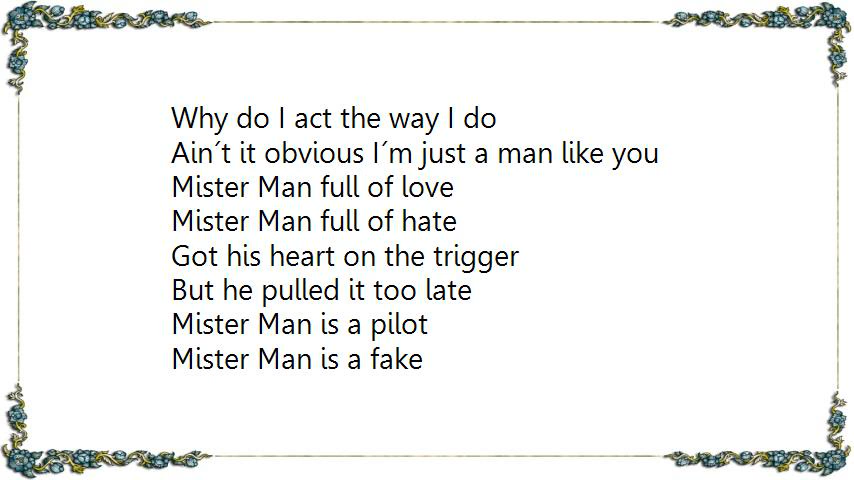 Why do I act the way I do
Ain´t it obvious I´m just a man like you
Mister Man full of love
Mister Man full of hate
Got his heart on the trigger
But he pulled it too late
Mister Man is a pilot
Mister Man is a fake